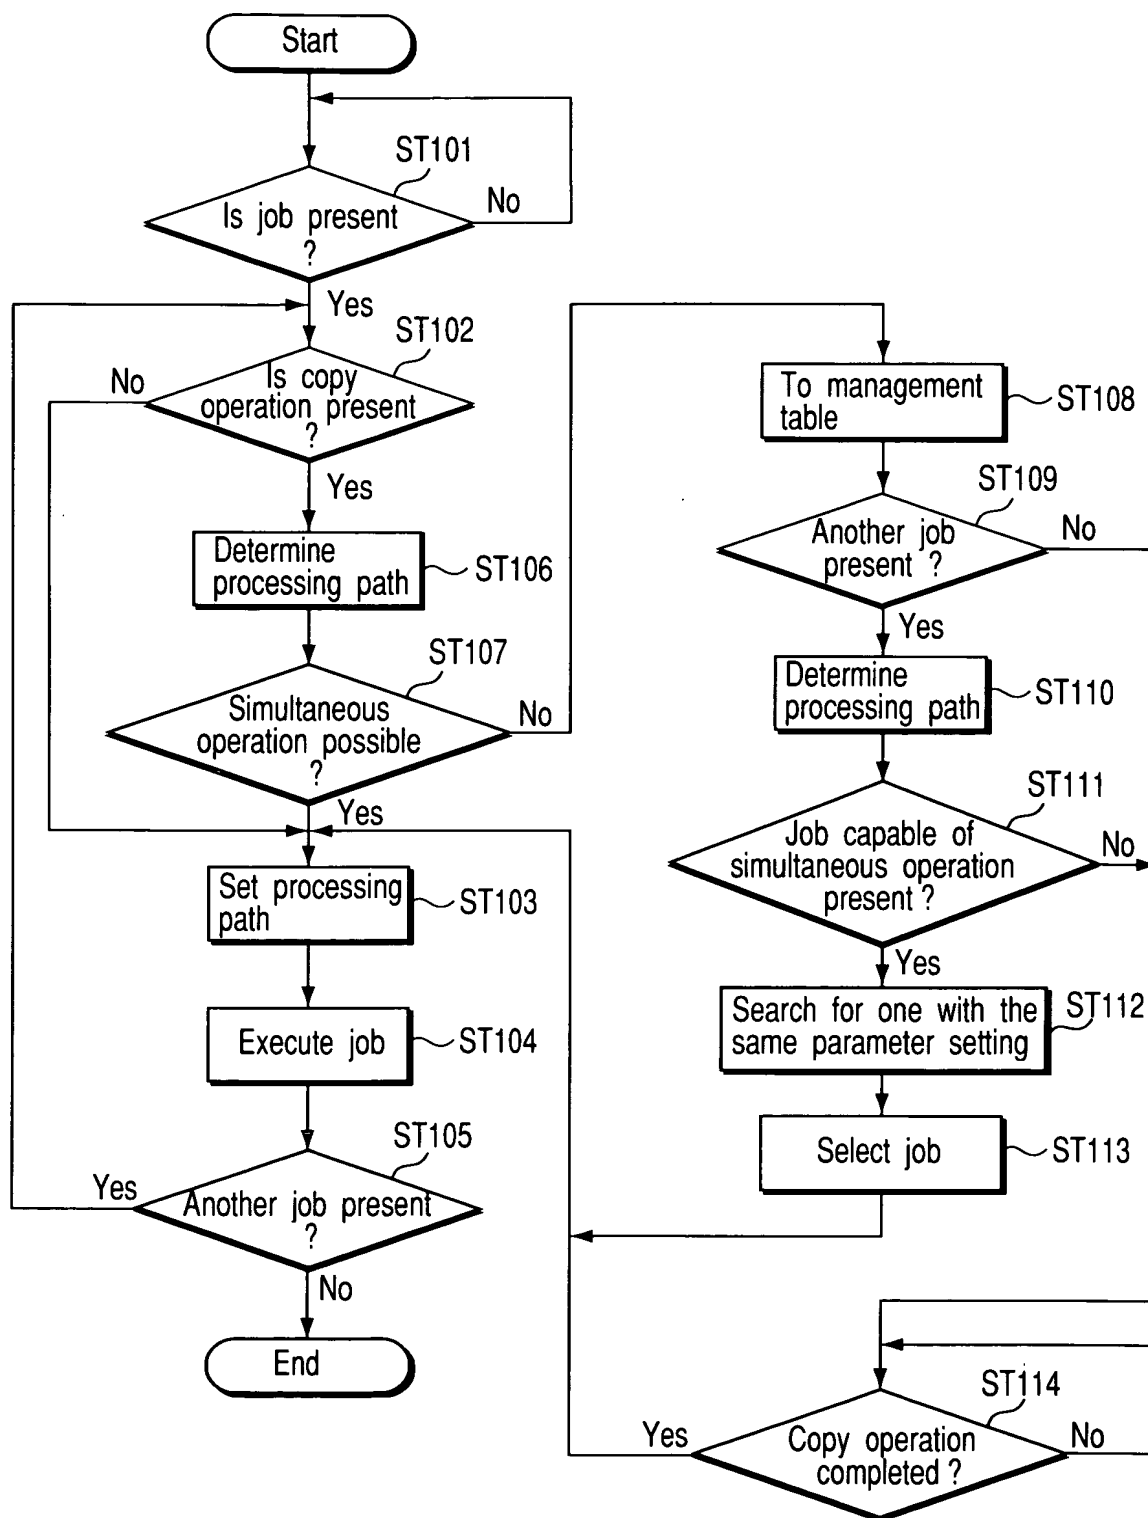 Start
ST101
Is job present
?
No
Yes
ST102
Is copy
operation present
?
No
Yes
Determine
processing path
ST106
ST107
Simultaneous
operation possible
?
No
Yes
Set processing
path
ST103
Execute job
ST104
ST105
Another job present
?
Yes
No
End
To management
table
ST108
ST109
Another job
present ?
No
Yes
Determine
processing path
ST110
ST111
Job capable of
simultaneous operation
present ?
No
Yes
Search for one with the
same parameter setting
ST112
Select job
ST113
ST114
Copy operation
completed ?
Yes
No